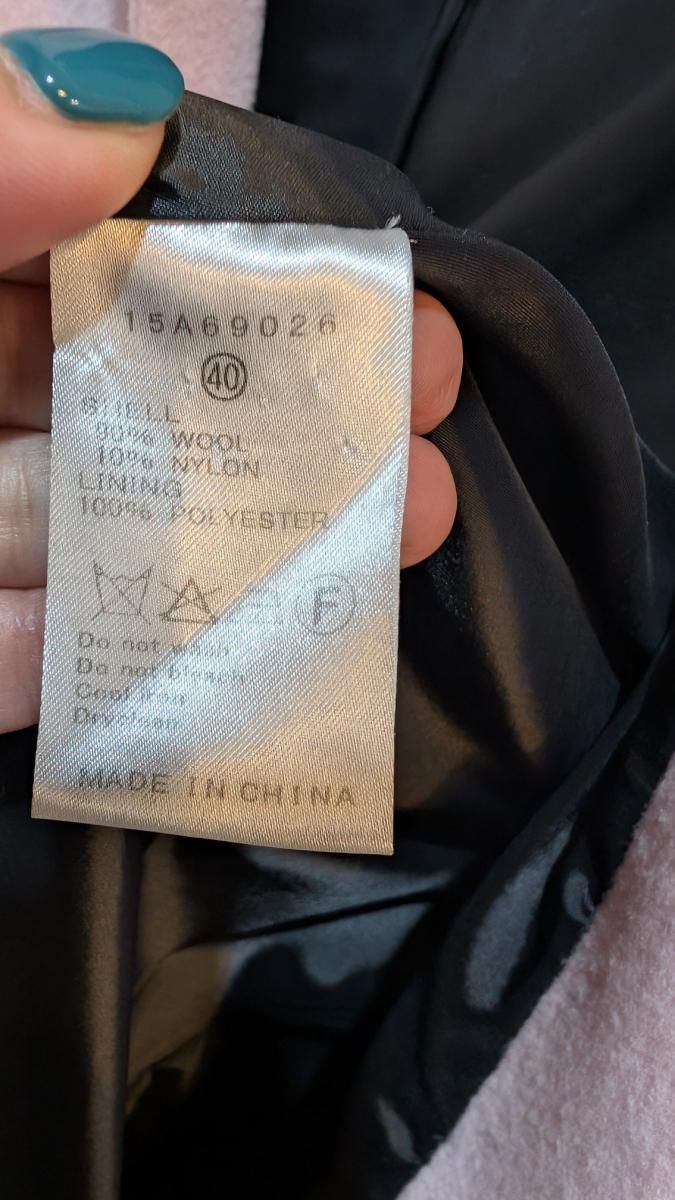 15A69026
40
SHELL
90% WOOL
10% NYLON
LINING
100% POLYESTER
F
Do not wash
Do not bleach
Cool iron
Dryclean
MADE IN CHINA